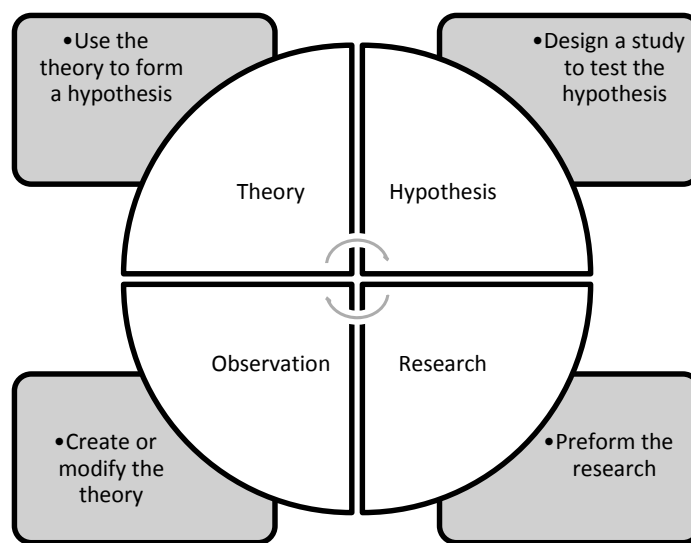 •Use the
theory to form
a hypothesis
•Design a study
to test the
hypothesis
Theory
Hypothesis
Observation
Research
•Create or
modify the
theory
•Preform the
research